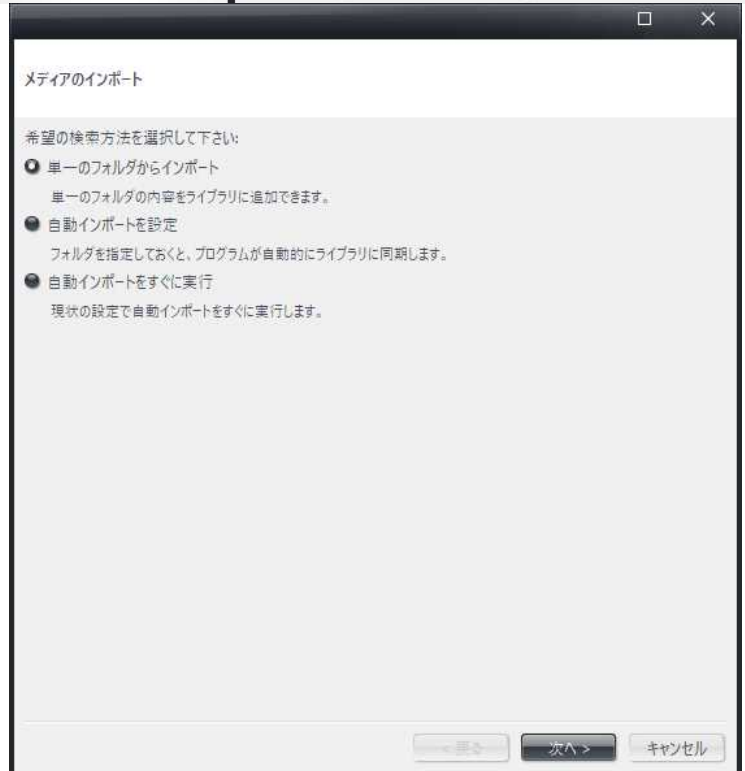 メディアのインポート
希望の検索方法を選択して下さい:
単一のフォルダからインポート
単一のフォルダの内容をライブラリに追加できます。
自動インポートを設定
フォルダを指定しておくと、プログラムが自動的にライブラリに同期します。
自動インポートをすぐに実行
現状の設定で自動インポートをすぐに実行します。
< 戻る
次へ >
キャンセル